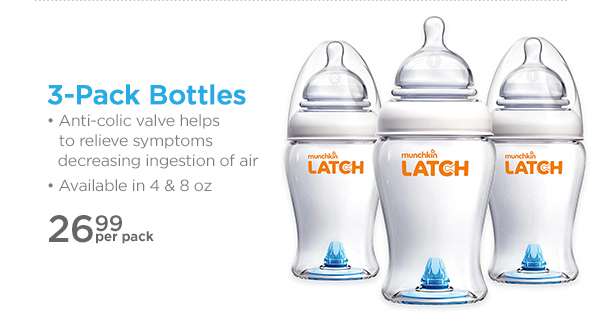 3-Pack Bottles
• Anti-colic valve helps
to relieve symptoms
decreasing ingestion of air
• Available in 4 & 8 oz
26 99
per pack
munchkin
LATCH
munchkin
LATCH
munchkin
LATCH